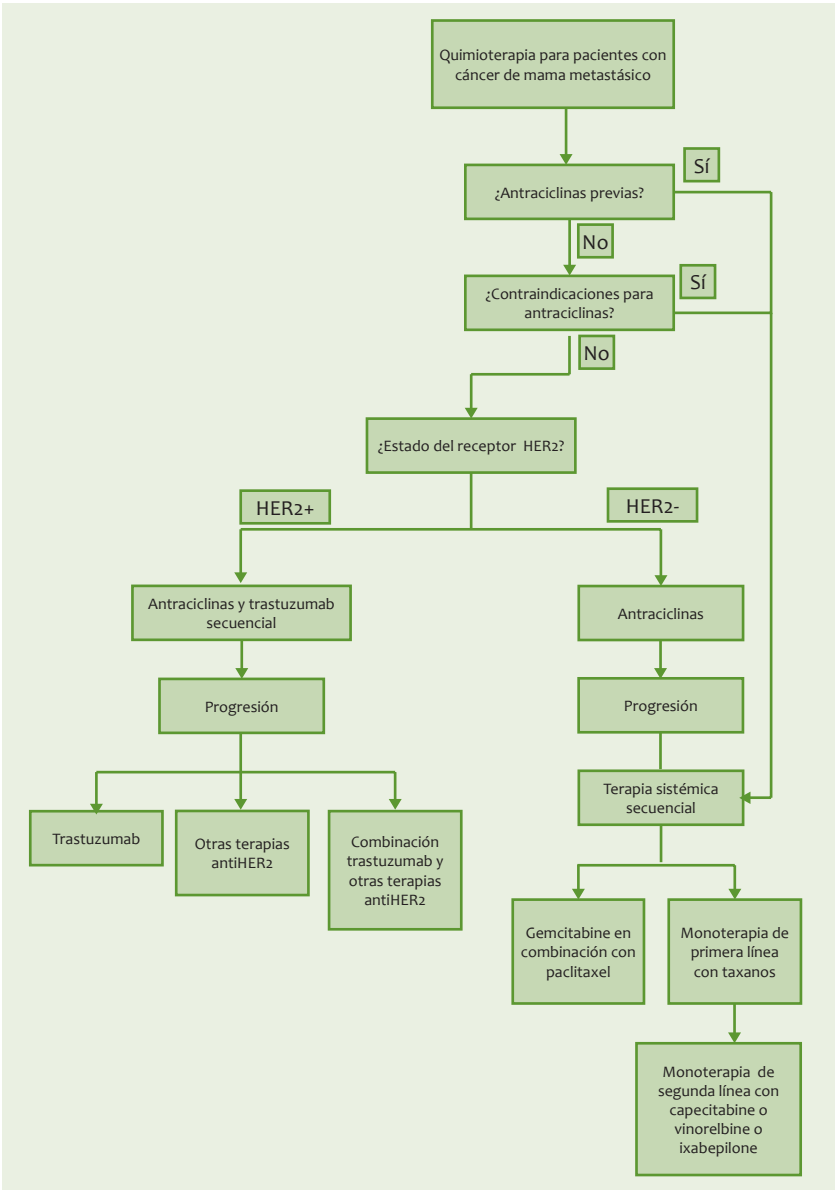 Quimioterapia para pacientes con
cáncer de mama metastásico
Sí
¿Antraciclinas previas?
No
Sí
¿Contraindicaciones para
antraciclinas?
No
¿Estado del receptor HER2?
HER2+
HER2-
Antraciclinas y trastuzumab
secuencial
Antraciclinas
Progresión
Progresión
Terapia sistémica
secuencial
Trastuzumab
Otras terapias
antiHER2
Combinación
trastuzumab y
otras terapias
antiHER2
Gemcitabine en
combinación con
paclitaxel
Monoterapia de
primera línea
con taxanos
Monoterapia de
segunda línea con
capecitabine o
vinorelbine o
ixabepilone